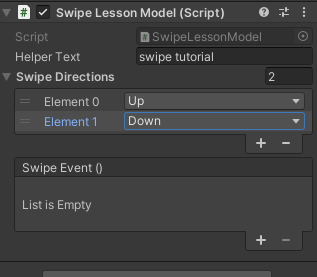 Swipe Lesson Model (Script)
Script SwipeLessonModel
Helper Text swipe tutorial
Swipe Directions 2
Element 0 Up
Element 1 Down
+ −
Swipe Event ()
List is Empty
+ −